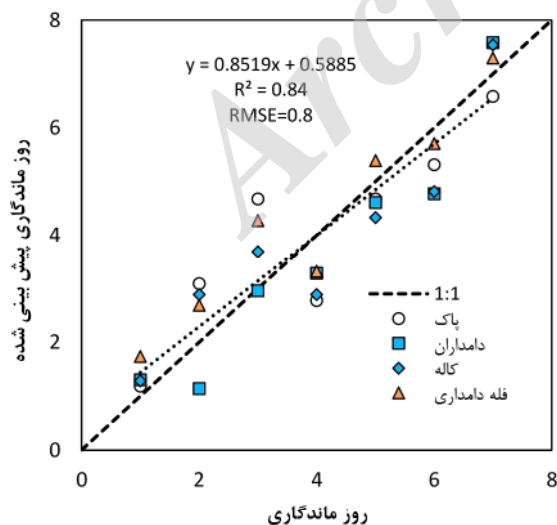 8
6
4
2
0
0
2
4
6
8
y = 0.8519x + 0.5885
R² = 0.84
RMSE=0.8
روز ماندگاری پیش بینی شده
1:1
پاک
دامداران
کاله
فله دامداری
روز ماندگاری